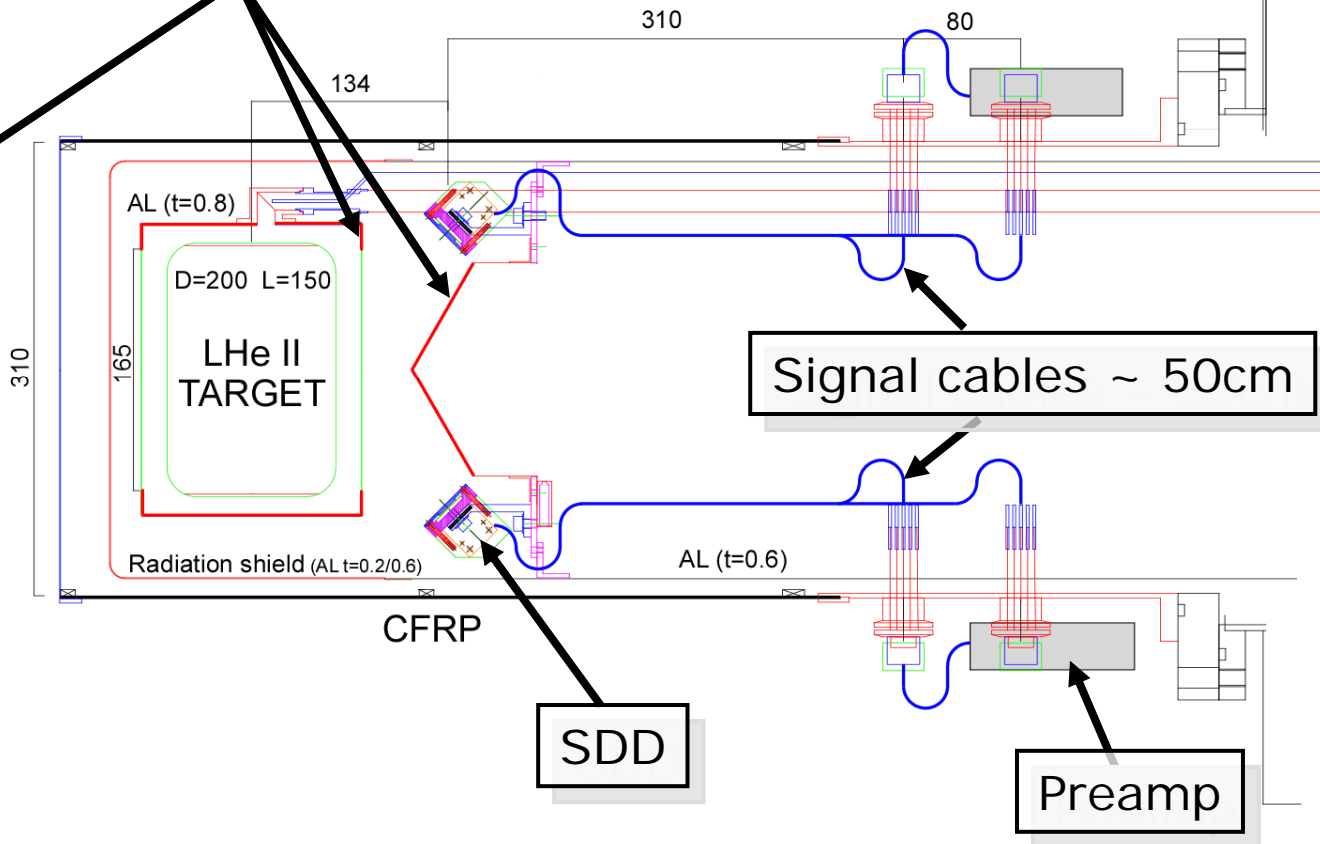 310
80
134
AL (t=0.8)
D=200 L=150
165
310
LHe II
TARGET
Signal cables ~ 50cm
Radiation shield (AL t=0.2/0.6)
AL (t=0.6)
CFRP
SDD
Preamp